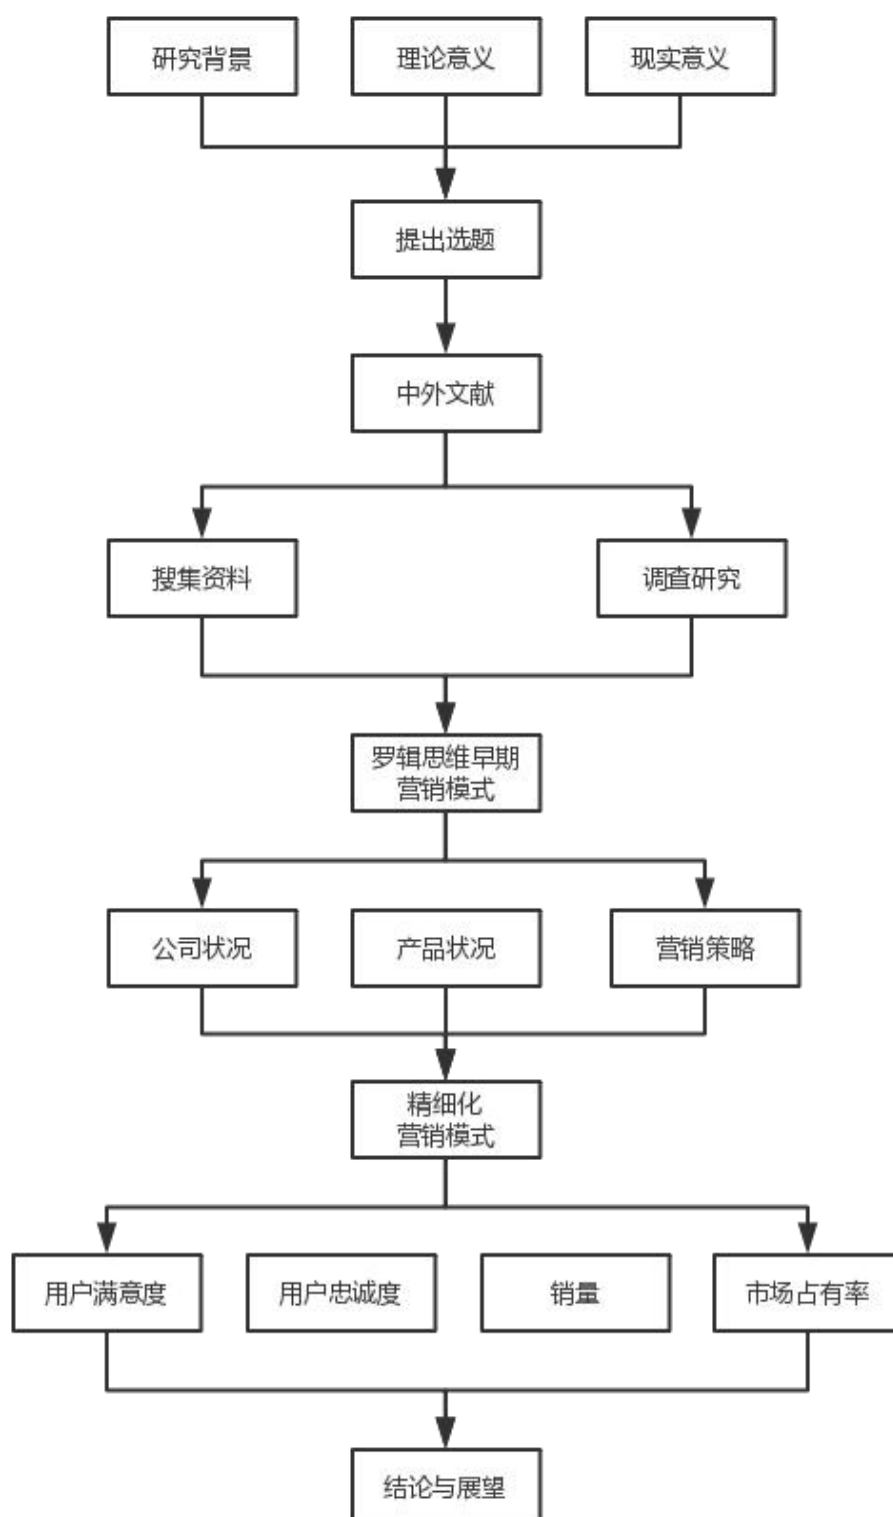 研究背景
理论意义
现实意义
提出选题
中外文献
搜集资料
调查研究
罗辑思维早期
营销模式
公司状况
产品状况
营销策略
精细化
营销模式
用户满意度
用户忠诚度
销量
市场占有率
结论与展望